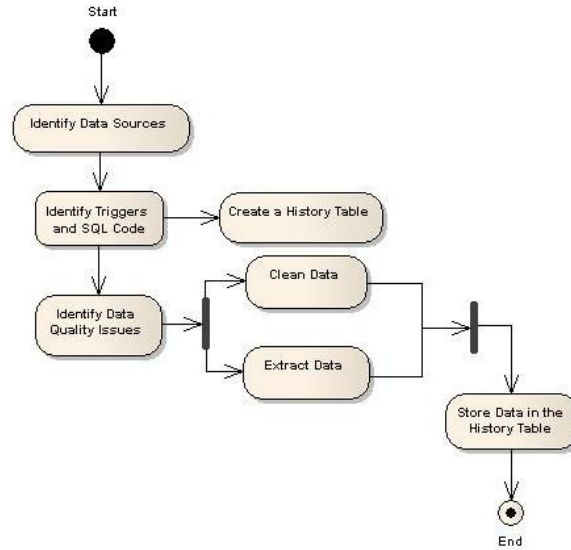 Start
Identify Data Sources
Identify Triggers
and SQL Code
Create a History Table
Clean Data
Identify Data
Quality Issues
Extract Data
Store Data in the
History Table
End